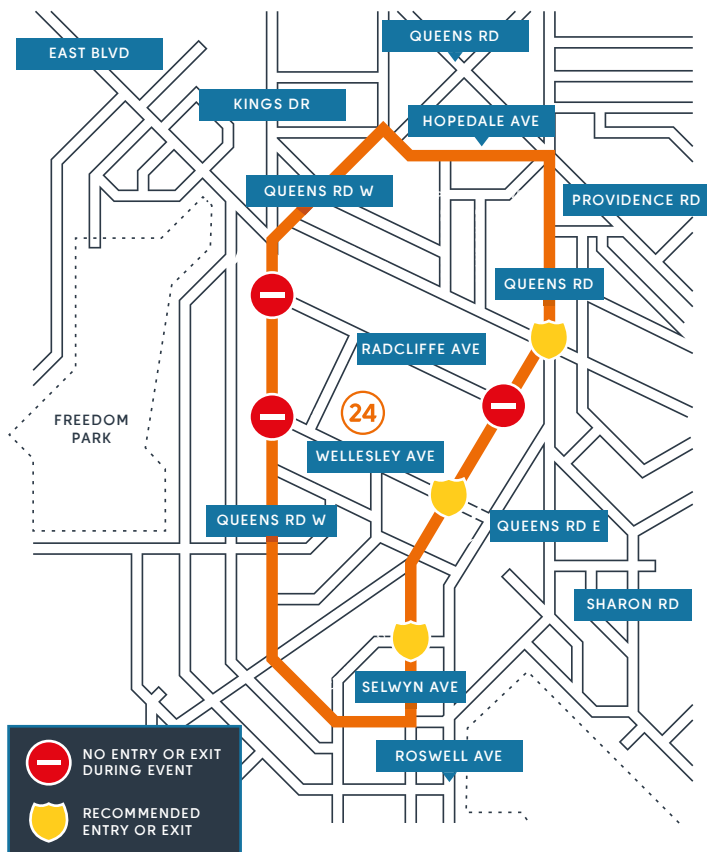 QUEENS RD
EAST BLVD
KINGS DR
HOPEDALE AVE
QUEENS RD W
PROVIDENCE RD
QUEENS RD
RADCLIFFE AVE
24
FREEDOM
PARK
WELLESLEY AVE
QUEENS RD W
QUEENS RD E
SHARON RD
SELWYN AVE
ROSWELL AVE
NO ENTRY OR EXIT
DURING EVENT
RECOMMENDED
ENTRY OR EXIT